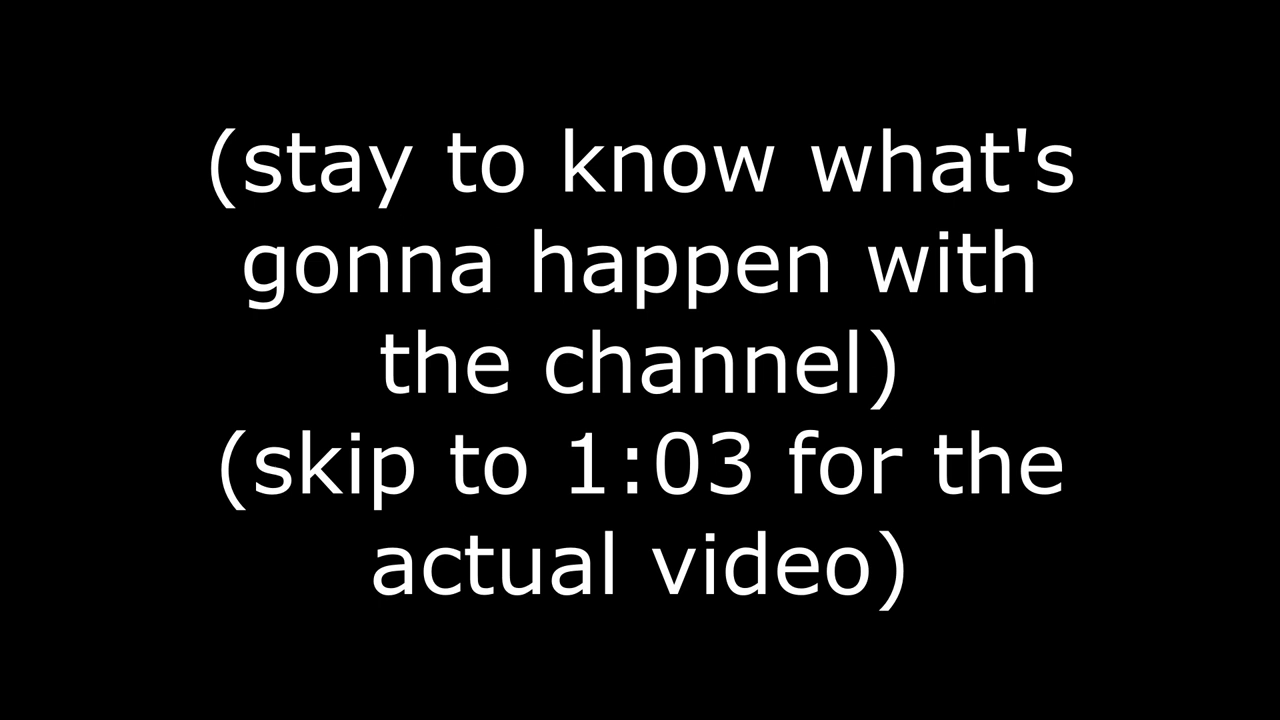 (stay to know what's
gonna happen with
the channel)
(skip to 1:03 for the
actual video)